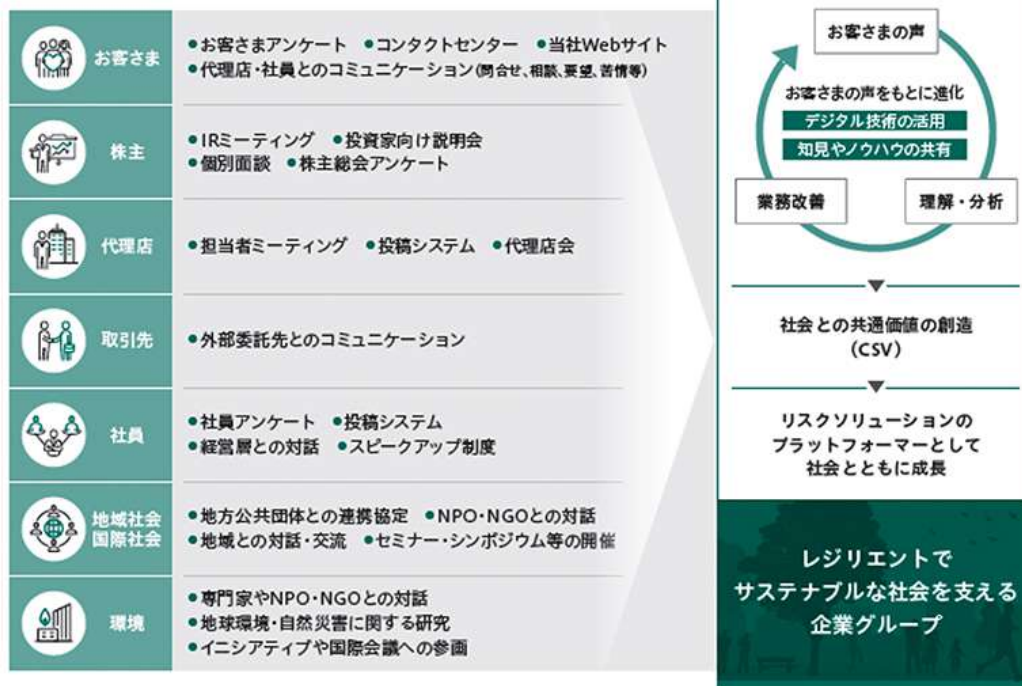 お客さま
●お客さまアンケート ●コンタクトセンター ●当社Webサイト
●代理店・社員とのコミュニケーション(問合せ、相談、要望、苦情等)
株主
●IRミーティング ●投資家向け説明会
●個別面談 ●株主総会アンケート
代理店
●担当者ミーティング ●投稿システム ●代理店会
取引先
●外部委託先とのコミュニケーション
社員
●社員アンケート ●投稿システム
●経営層との対話 ●スピークアップ制度
地域社会
国際社会
●地方公共団体との連携協定 ●NPO・NGOとの対話
●地域との対話・交流 ●セミナー・シンポジウム等の開催
環境
●専門家やNPO・NGOとの対話
●地球環境・自然災害に関する研究
●イニシアティブや国際会議への参画
お客さまの声
お客さまの声をもとに進化
デジタル技術の活用
知見やノウハウの共有
業務改善
理解・分析
社会との共通価値の創造
(CSV)
リスクソリューションの
プラットフォーマーとして
社会とともに成長
レジリエントで
サステナブルな社会を支える
企業グループ